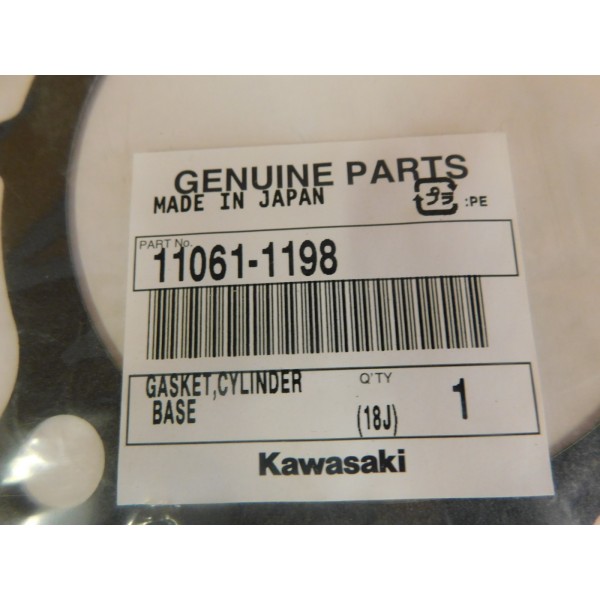 GENUINE PARTS
MADE IN JAPAN プラ :PE
PART No.
11061-1198
GASKET,CYLINDER Q'TY
BASE (18J) 1
Kawasaki